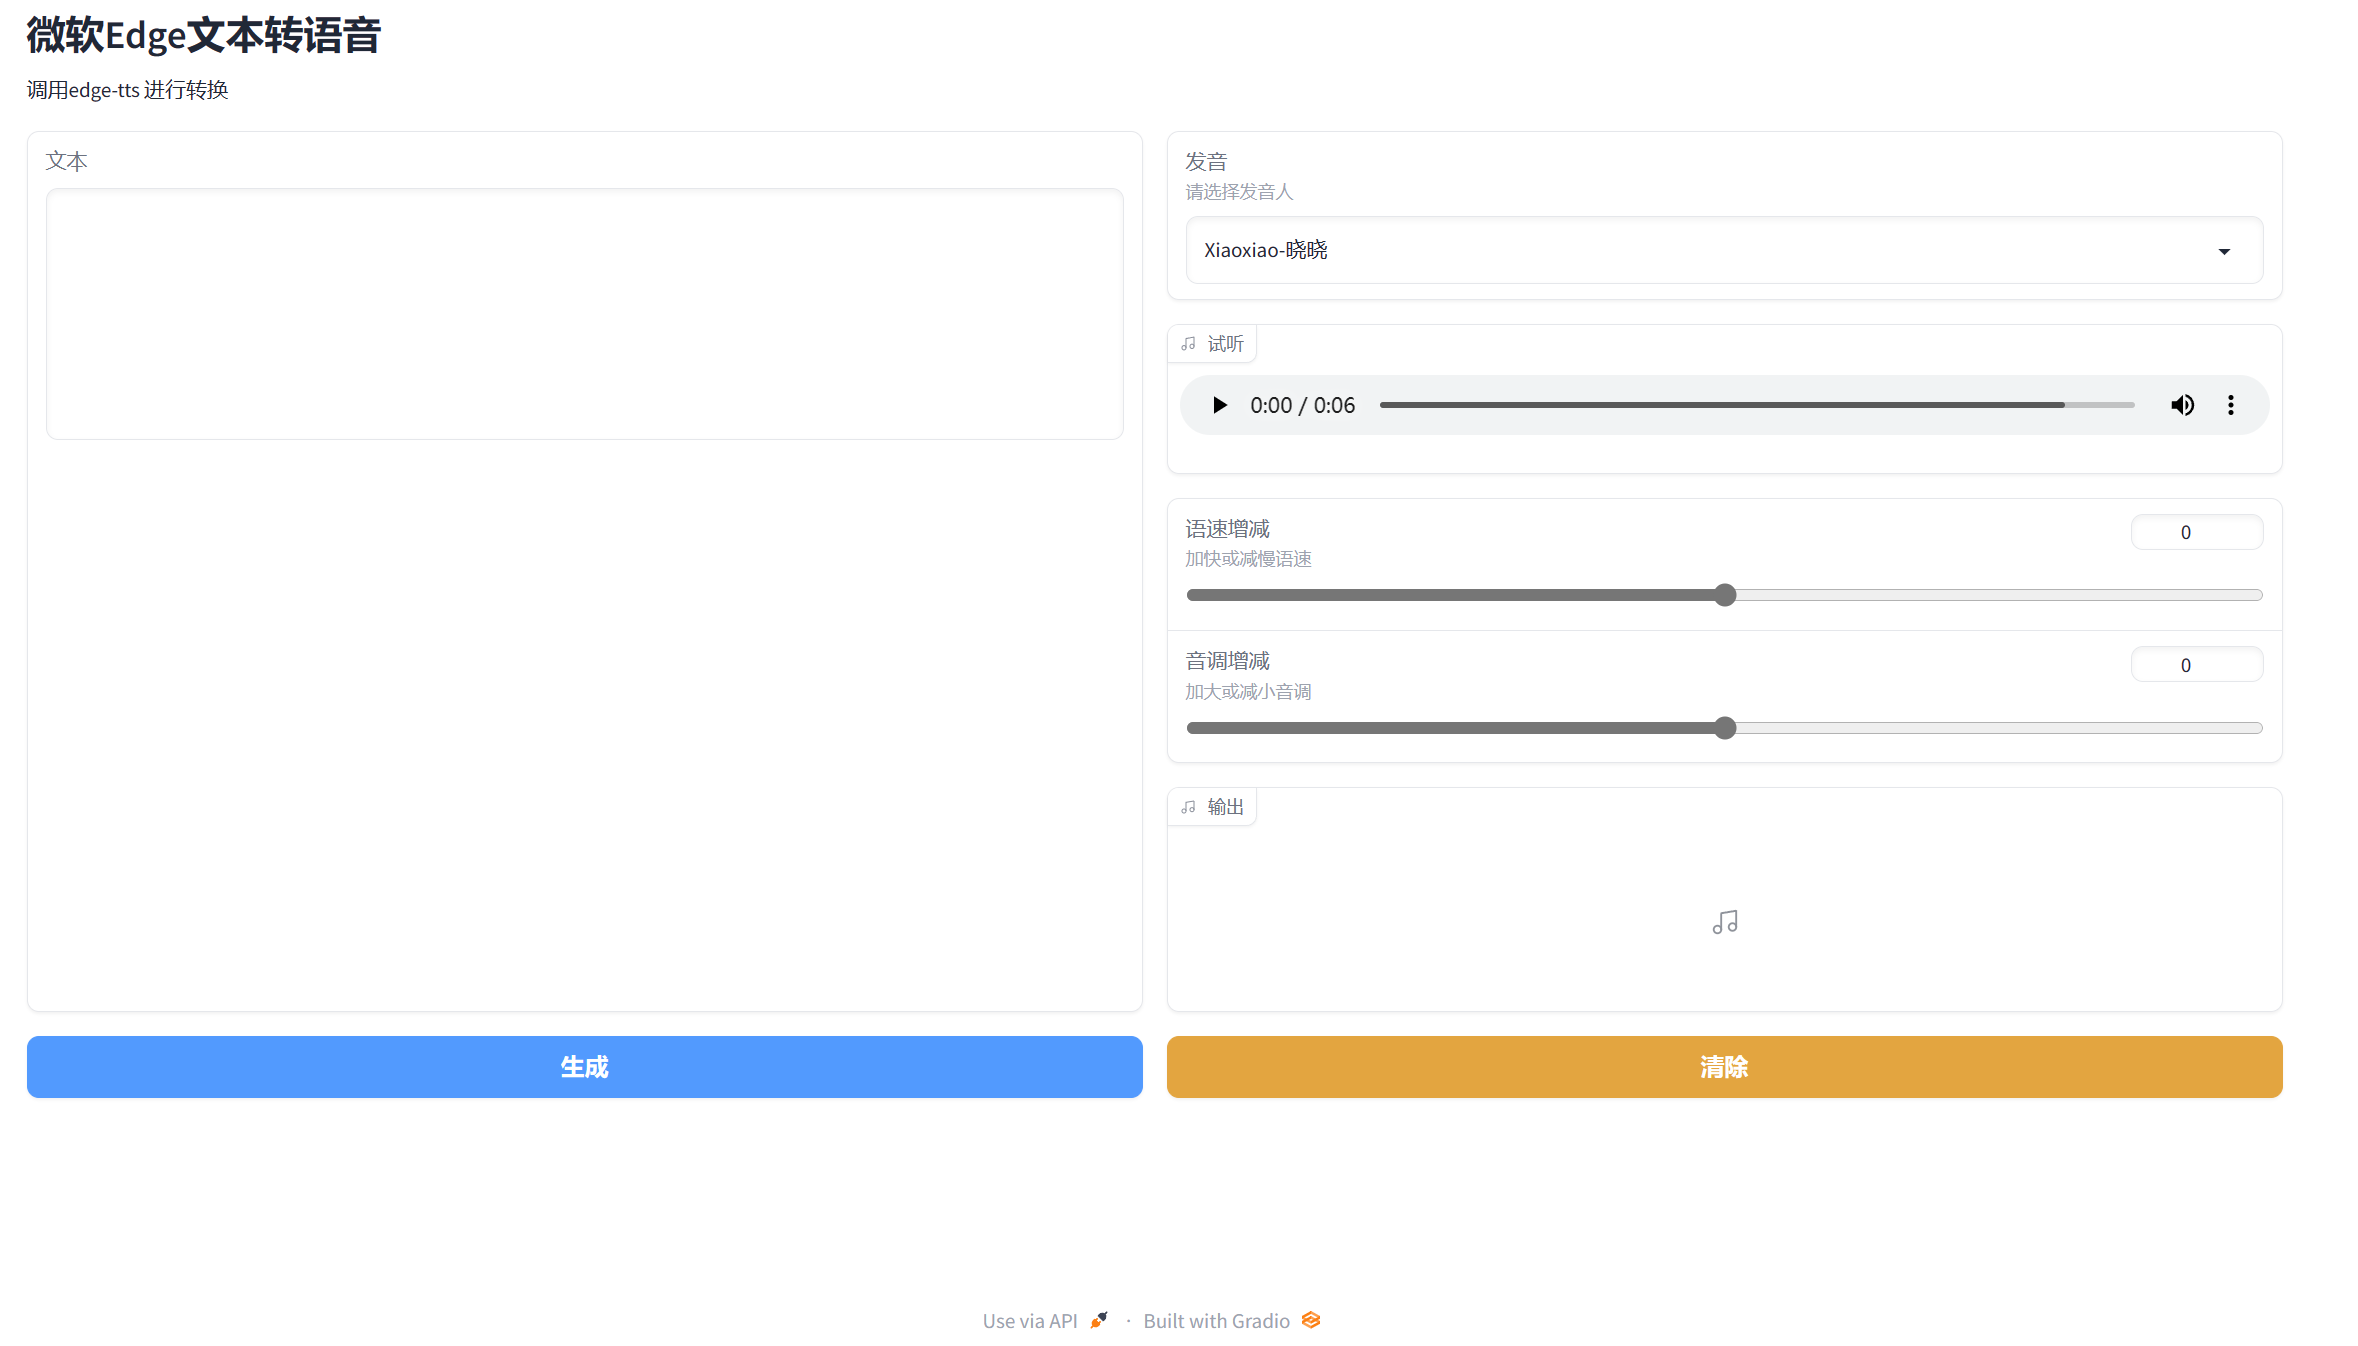 微软Edge文本转语音
调用edge-tts 进行转换
文本
发音
请选择发音人
Xiaoxiao-晓晓
试听
0:00 / 0:06
语速增减
0
加快或减慢语速
音调增减
0
加大或减小音调
输出
生成
清除
Use via API · Built with Gradio